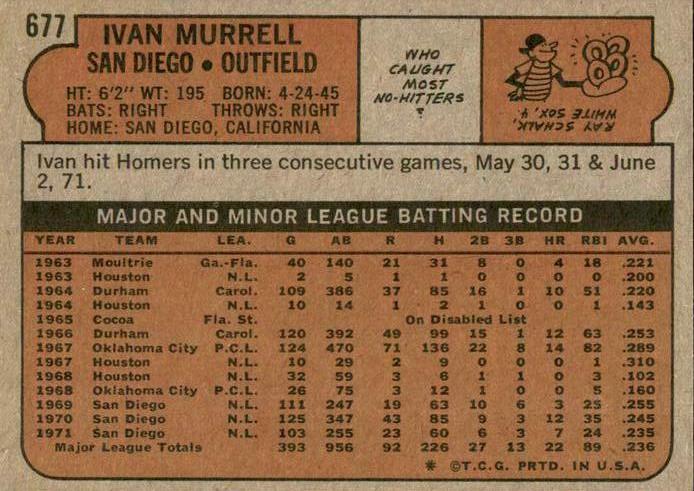 677
IVAN MURRELL
SAN DIEGO • OUTFIELD
HT: 6'2" WT: 195 BORN: 4-24-45
BATS: RIGHT THROWS: RIGHT
HOME: SAN DIEGO, CALIFORNIA
WHO
CAUGHT
MOST
NO-HITTERS
?
RAY SCHALK,
WHITE SOX, 4.
Ivan hit Homers in three consecutive games, May 30, 31 & June
2, 71.
MAJOR AND MINOR LEAGUE BATTING RECORD
YEAR TEAM LEA. G AB R H 2B 3B HR RBI AVG.
1963 Moultrie Ga.-Fla. 40 140 21 31 8 0 4 18 .221
1963 Houston N.L. 2 5 1 1 0 0 0 0 .200
1964 Durham Carol. 109 386 37 85 16 1 10 51 .220
1964 Houston N.L. 10 14 1 2 1 0 0 1 .143
1965 Cocoa Fla. St. On Disabled List
1966 Durham Carol. 120 392 49 99 15 1 12 63 .253
1967 Oklahoma City P.C.L. 124 470 71 136 22 8 14 82 .289
1967 Houston N.L. 10 29 2 9 0 0 0 1 .310
1968 Houston N.L. 32 59 3 6 1 1 0 3 .102
1968 Oklahoma City P.C.L. 26 75 3 12 1 0 0 5 .160
1969 San Diego N.L. 111 247 19 63 10 6 3 25 .255
1970 San Diego N.L. 103 347 43 85 9 3 12 35 .245
1971 San Diego N.L. 103 255 23 60 6 3 7 24 .235
Major League Totals 393 956 92 226 27 13 22 89 .236
* ©T.C.G. PRTD. IN U.S.A.